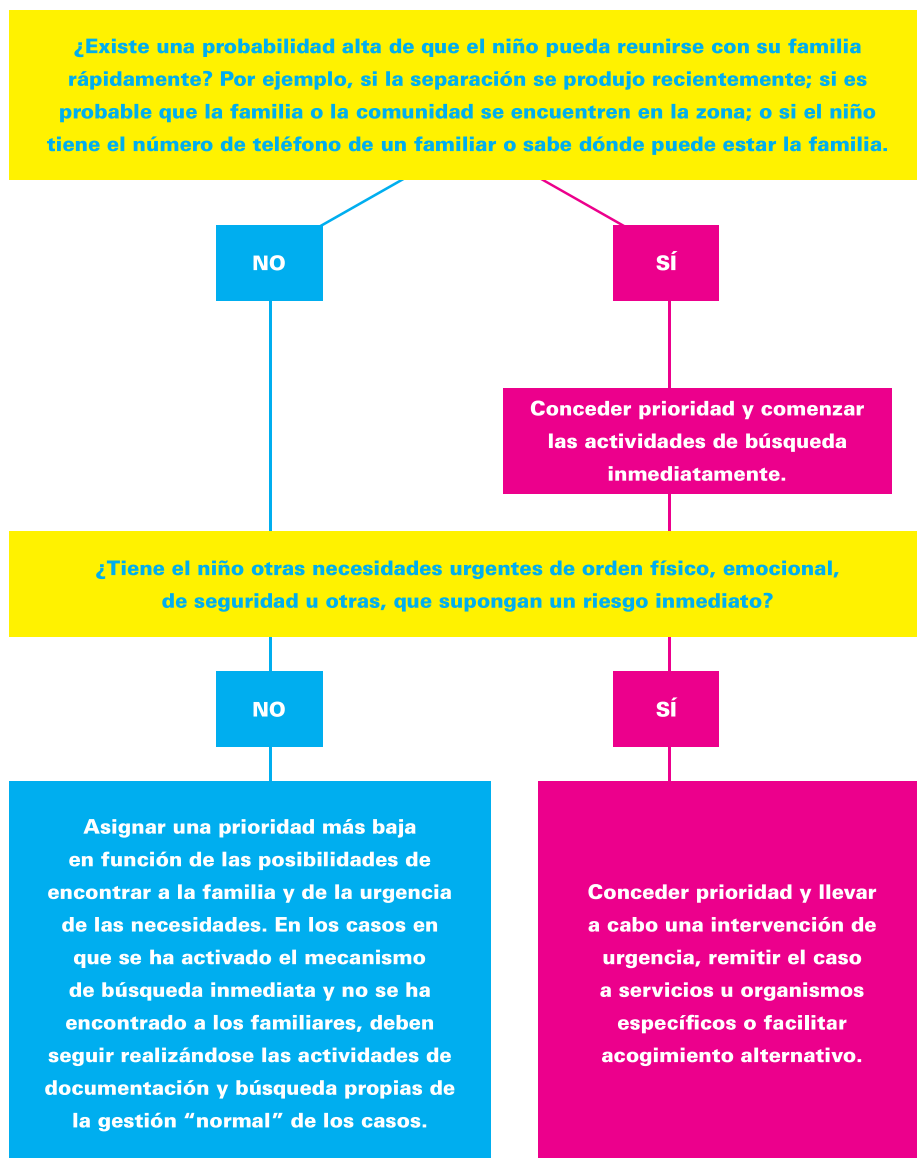 ¿Existe una probabilidad alta de que el niño pueda reunirse con su familia
rápidamente? Por ejemplo, si la separación se produjo recientemente; si es
probable que la familia o la comunidad se encuentren en la zona; o si el niño
tiene el número de teléfono de un familiar o sabe dónde puede estar la familia.
NO
SÍ
Conceder prioridad y comenzar
las actividades de búsqueda
inmediatamente.
¿Tiene el niño otras necesidades urgentes de orden físico, emocional,
de seguridad u otras, que supongan un riesgo inmediato?
NO
SÍ
Asignar una prioridad más baja
en función de las posibilidades de
encontrar a la familia y de la urgencia
de las necesidades. En los casos en
que se ha activado el mecanismo
de búsqueda inmediata y no se ha
encontrado a los familiares, deben
seguir realizándose las actividades de
documentación y búsqueda propias de
la gestión “normal” de los casos.
Conceder prioridad y llevar
a cabo una intervención de
urgencia, remitir el caso
a servicios u organismos
específicos o facilitar
acogimiento alternativo.